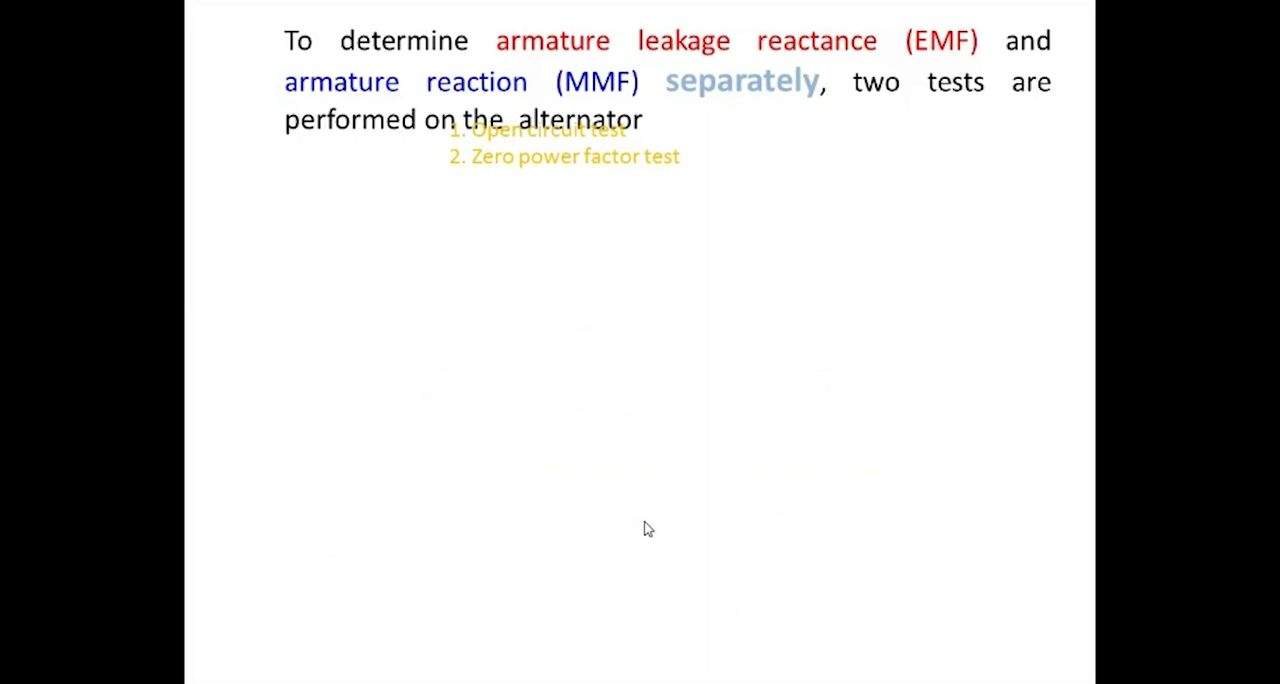 To determine armature leakage reactance (EMF) and
armature reaction (MMF) separately, two tests are
performed on the alternator
1. Open circuit test
2. Zero power factor test